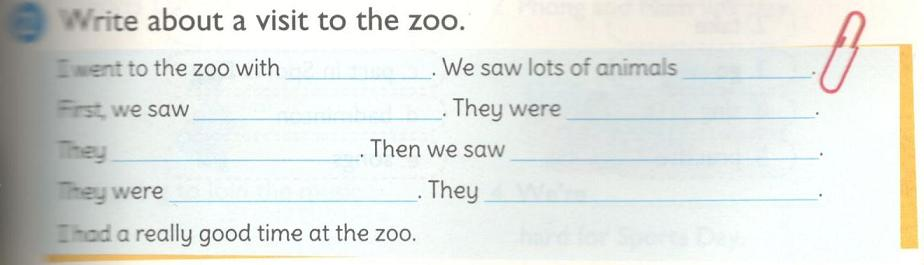 Write about a visit to the zoo.
I went to the zoo with ________. We saw lots of animals ________.
First, we saw ________. They were ________.
They ________. Then we saw ________.
They were ________. They ________.
I had a really good time at the zoo.